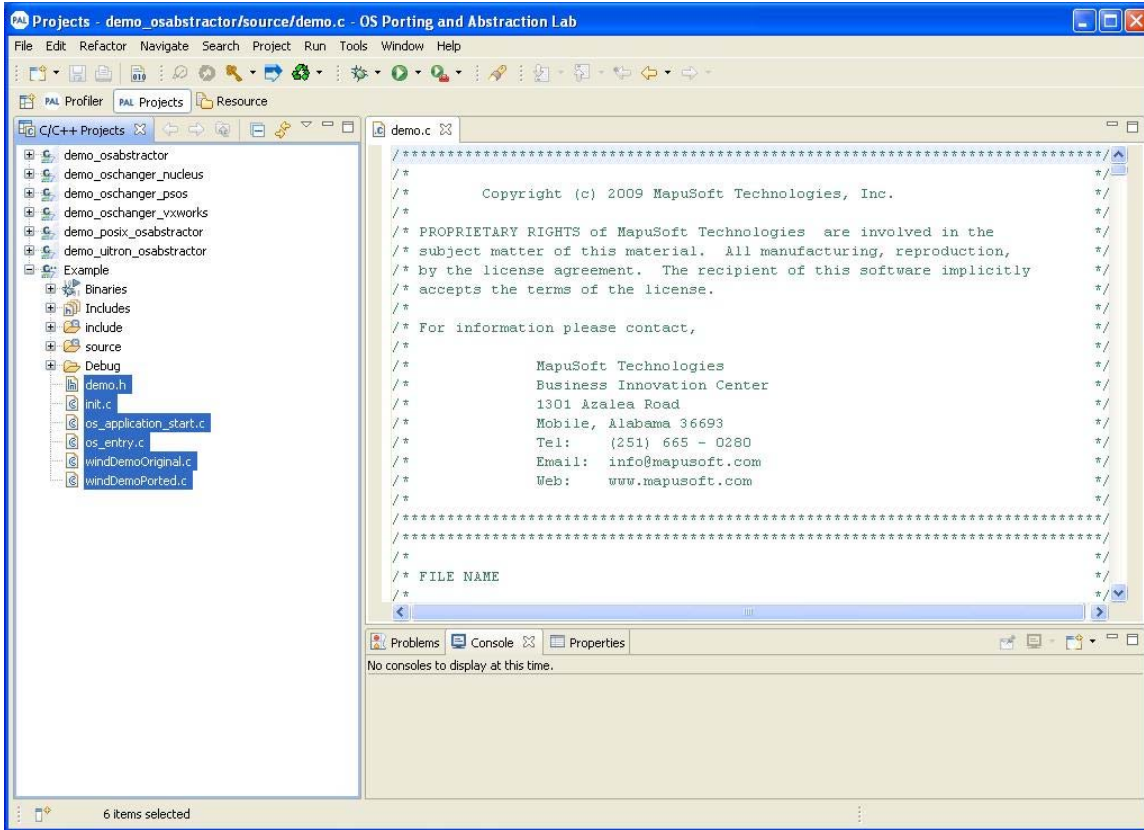 PAL Projects - demo_osabstractor/source/demo.c - OS Porting and Abstraction Lab
File Edit Refactor Navigate Search Project Run Tools Window Help
PAL Profiler PAL Projects Resource
C/C++ Projects
demo_osabstractor
demo_oschanger_nucleus
demo_oschanger_psos
demo_oschanger_vxworks
demo_posix_osabstractor
demo_uitron_osabstractor
Example
Binaries
Includes
include
source
Debug
demo.h
init.c
os_application_start.c
os_entry.c
windDemoOriginal.c
windDemoPorted.c
demo.c
/******************************************************************************/
/* */
/* Copyright (c) 2009 MapuSoft Technologies, Inc. */
/* */
/* PROPRIETARY RIGHTS of MapuSoft Technologies are involved in the */
/* subject matter of this material. All manufacturing, reproduction, */
/* by the license agreement. The recipient of this software implicitly */
/* accepts the terms of the license. */
/* */
/* For information please contact, */
/* */
/* MapuSoft Technologies */
/* Business Innovation Center */
/* 1301 Azalea Road */
/* Mobile, Alabama 36693 */
/* Tel: (251) 665 - 0280 */
/* Email: info@mapusoft.com */
/* Web: www.mapusoft.com */
/* */
/******************************************************************************/
/******************************************************************************/
/* */
/* FILE NAME */
/* */
Problems Console Properties
No consoles to display at this time.
6 items selected